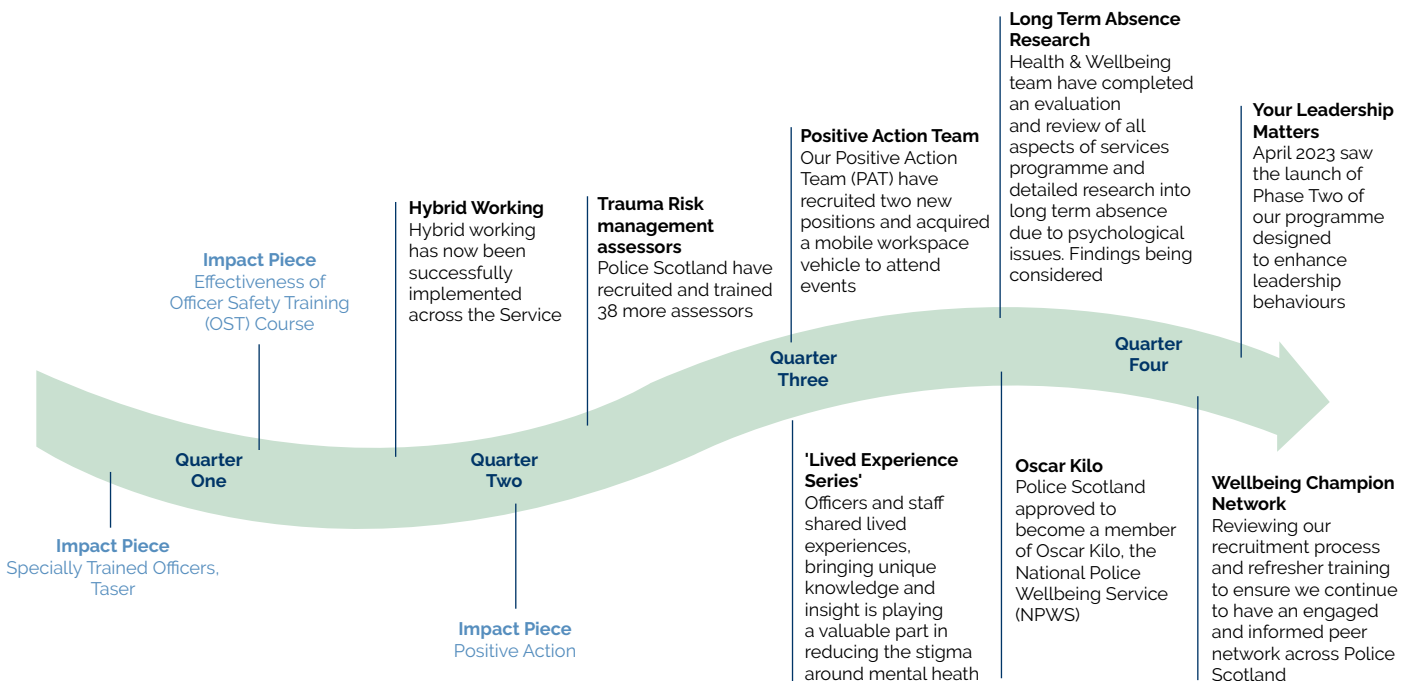 Impact Piece
Specially Trained Officers,
Taser
Quarter
One
Impact Piece
Effectiveness of
Officer Safety Training
(OST) Course
Hybrid Working
Hybrid working
has now been
successfully
implemented
across the Service
Quarter
Two
Impact Piece
Positive Action
Trauma Risk
management
assessors
Police Scotland have
recruited and trained
38 more assessors
Positive Action Team
Our Positive Action
Team (PAT) have
recruited two new
positions and acquired
a mobile workspace
vehicle to attend
events
Quarter
Three
'Lived Experience
Series'
Officers and staff
shared lived
experiences,
bringing unique
knowledge and
insight is playing
a valuable part in
reducing the stigma
around mental heath
Long Term Absence
Research
Health & Wellbeing
team have completed
an evaluation
and review of all
aspects of services
programme and
detailed research into
long term absence
due to psychological
issues. Findings being
considered
Oscar Kilo
Police Scotland
approved to
become a member
of Oscar Kilo, the
National Police
Wellbeing Service
(NPWS)
Quarter
Four
Your Leadership
Matters
April 2023 saw
the launch of
Phase Two of
our programme
designed
to enhance
leadership
behaviours
Wellbeing Champion
Network
Reviewing our
recruitment process
and refresher training
to ensure we continue
to have an engaged
and informed peer
network across Police
Scotland